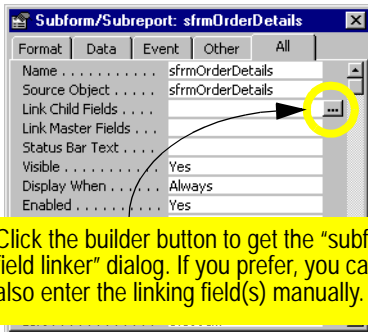 Subform/Subreport: sfrmOrderDetails
Format Data Event Other All
Name . . . . . . . . . . . sfrmOrderDetails
Source Object . . . . . sfrmOrderDetails
Link Child Fields . . . . ...
Link Master Fields . . .
Status Bar Text . . . . .
Visible . . . . . . . . . . . Yes
Display When . . . . . . Always
Enabled . . . . . . . . . . Yes
Click the builder button to get the “subf
field linker” dialog. If you prefer, you ca
also enter the linking field(s) manually.